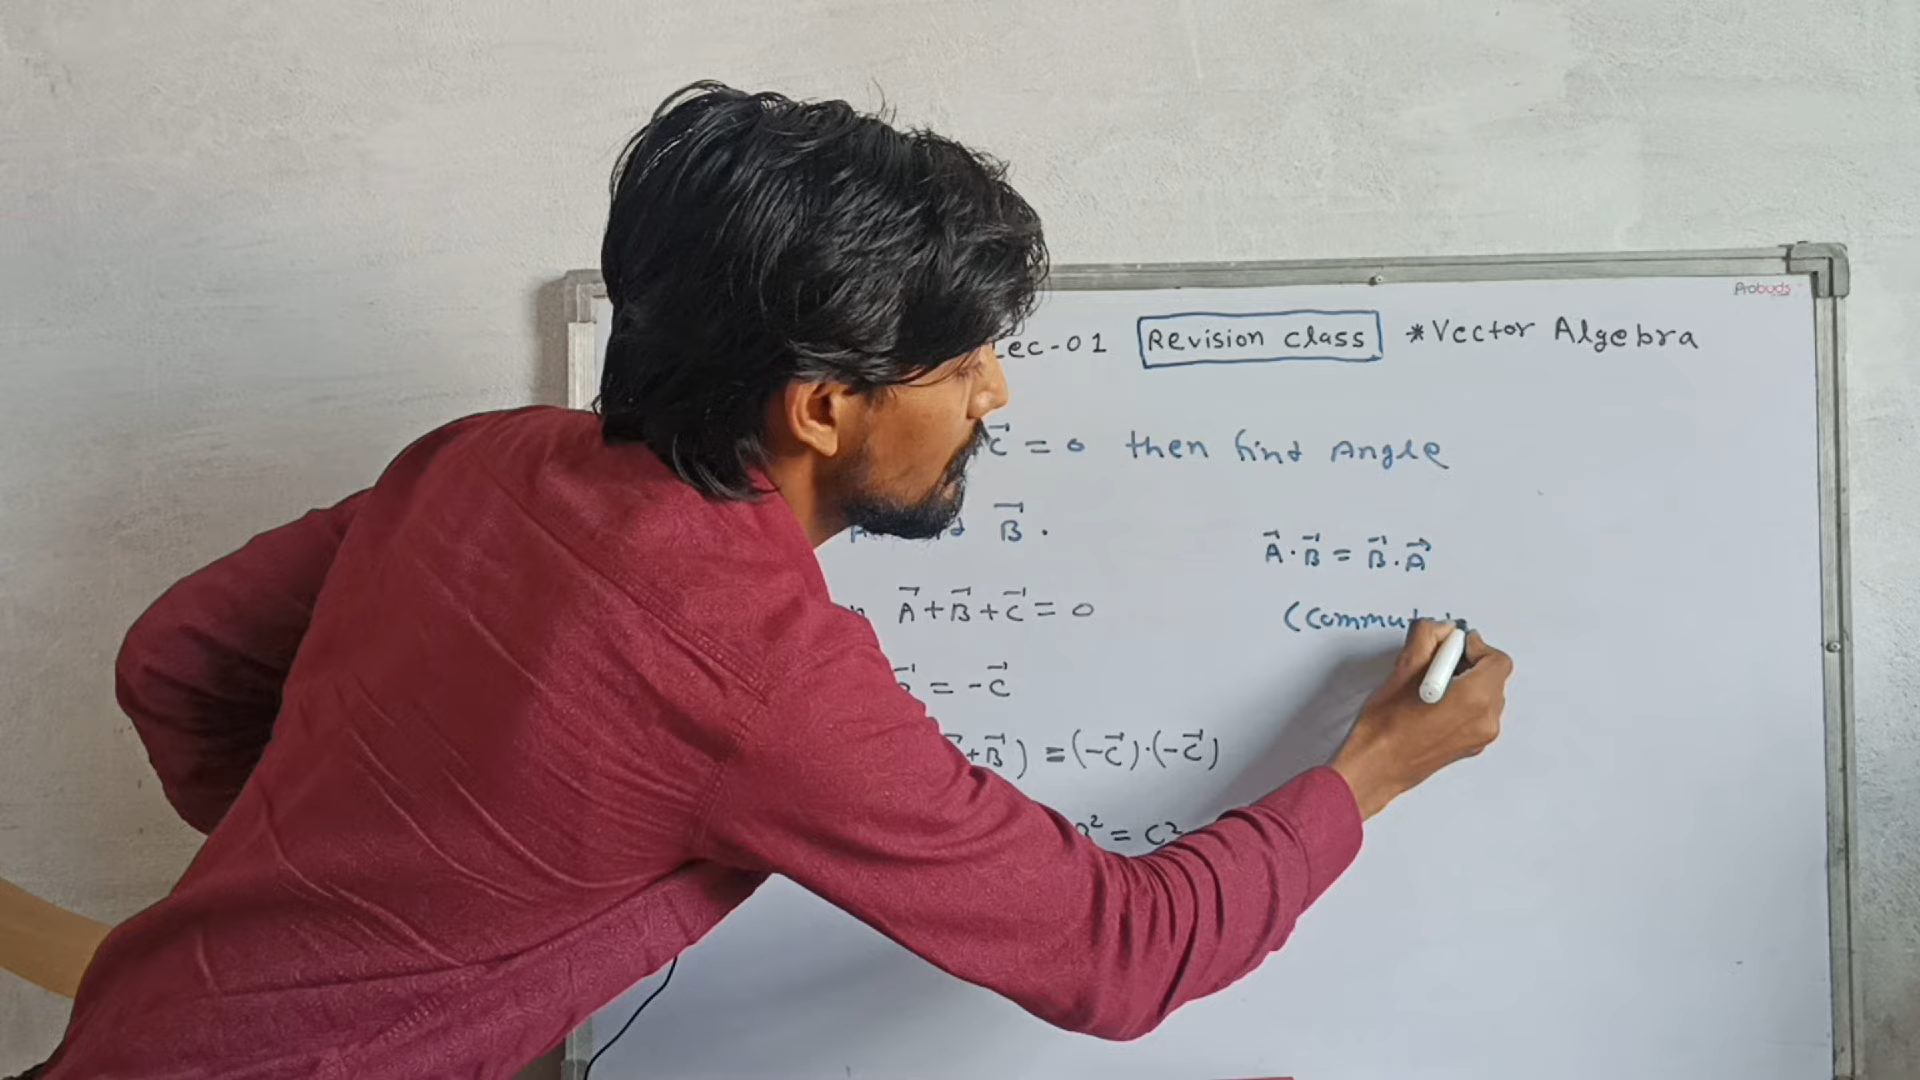 Probuds
Lec-01 Revision class *Vector Algebra
C⃗ = 0 then find Angle
B⃗ .
A⃗·B⃗ = B⃗.A⃗
A⃗+B⃗+C⃗ = 0
(commut
= -C⃗
+B⃗) = (-C⃗)·(-C⃗)
² = C²